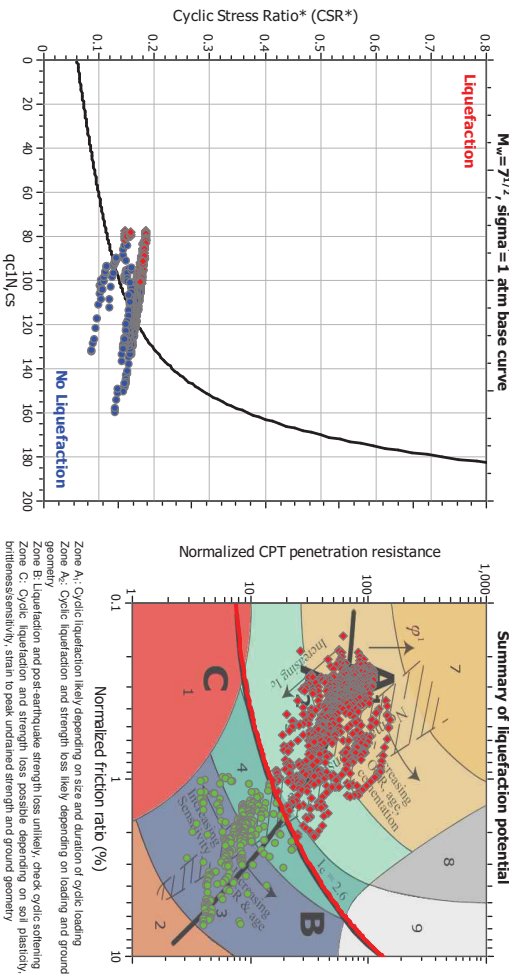 M_w=7^1/2, sigma'=1 atm base curve
Liquefaction
No Liquefaction
Cyclic Stress Ratio* (CSR*)
0.8
0.7
0.6
0.5
0.4
0.3
0.2
0.1
0
0 20 40 60 80 100 120 140 160 180 200
qc1N,cs
Summary of liquefaction potential
Normalized CPT penetration resistance
1,000
100
10
1
0.1 1 10
Normalized friction ratio (%)
7
8
9
φ'
A
Increasing
OCR, age,
cementation
Increasing Ic
Ic = 2.6
B
C
4
1
3
2
Increasing
Sensitivity
Increasing
OCR & age
Zone A₁: Cyclic liquefaction likely depending on size and duration of cyclic loading
Zone A₂: Cyclic liquefaction and strength loss likely depending on loading and ground
geometry
Zone B: Liquefaction and post-earthquake strength loss unlikely, check cyclic softening
Zone C: Cyclic liquefaction and strength loss possible depending on soil plasticity,
brittleness/sensitivity, strain to peak undrained strength and ground geometry